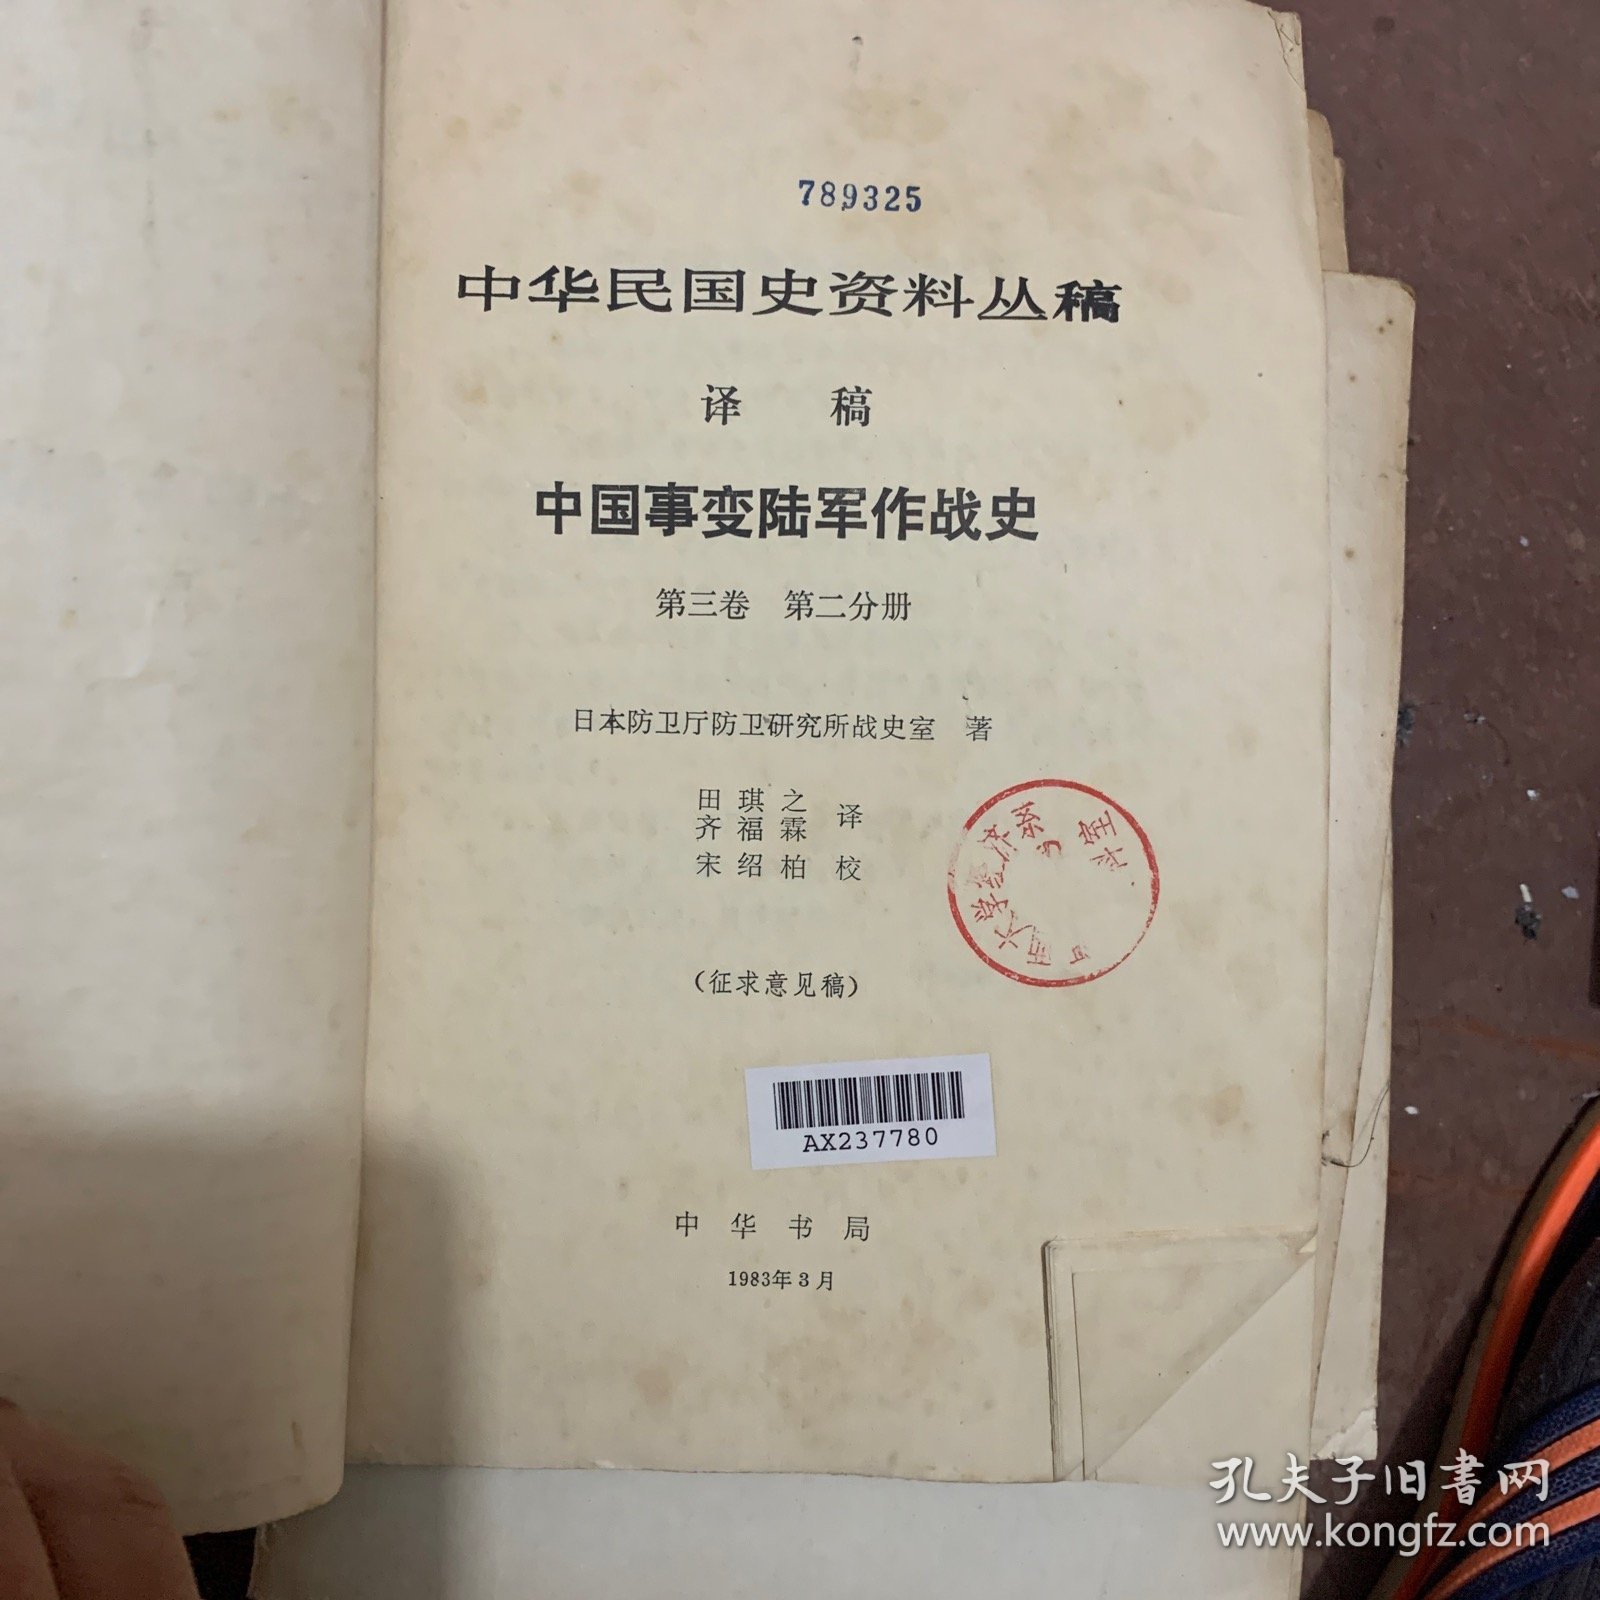 789325
中华民国史资料丛稿
译 稿
中国事变陆军作战史
第三卷 第二分册
日本防卫厅防卫研究所战史室 著
田琪之
齐福霖 译
宋绍柏 校
(征求意见稿)
AX237780
中华书局
1983年3月
孔夫子旧书网
www.kongfz.com